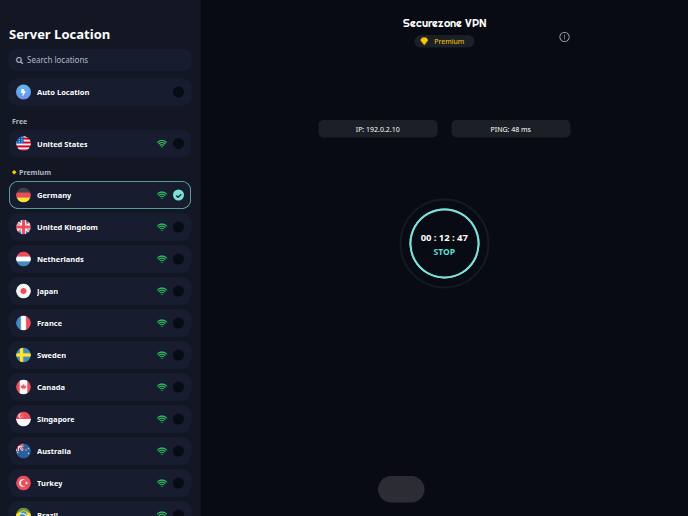 Server Location
Search locations
Auto Location
Free
United States
Premium
Germany
United Kingdom
Netherlands
Japan
France
Sweden
Canada
Singapore
Australia
Turkey
Brazil
Securezone VPN
Premium
IP: 192.0.2.10
PING: 48 ms
00 : 12 : 47
STOP